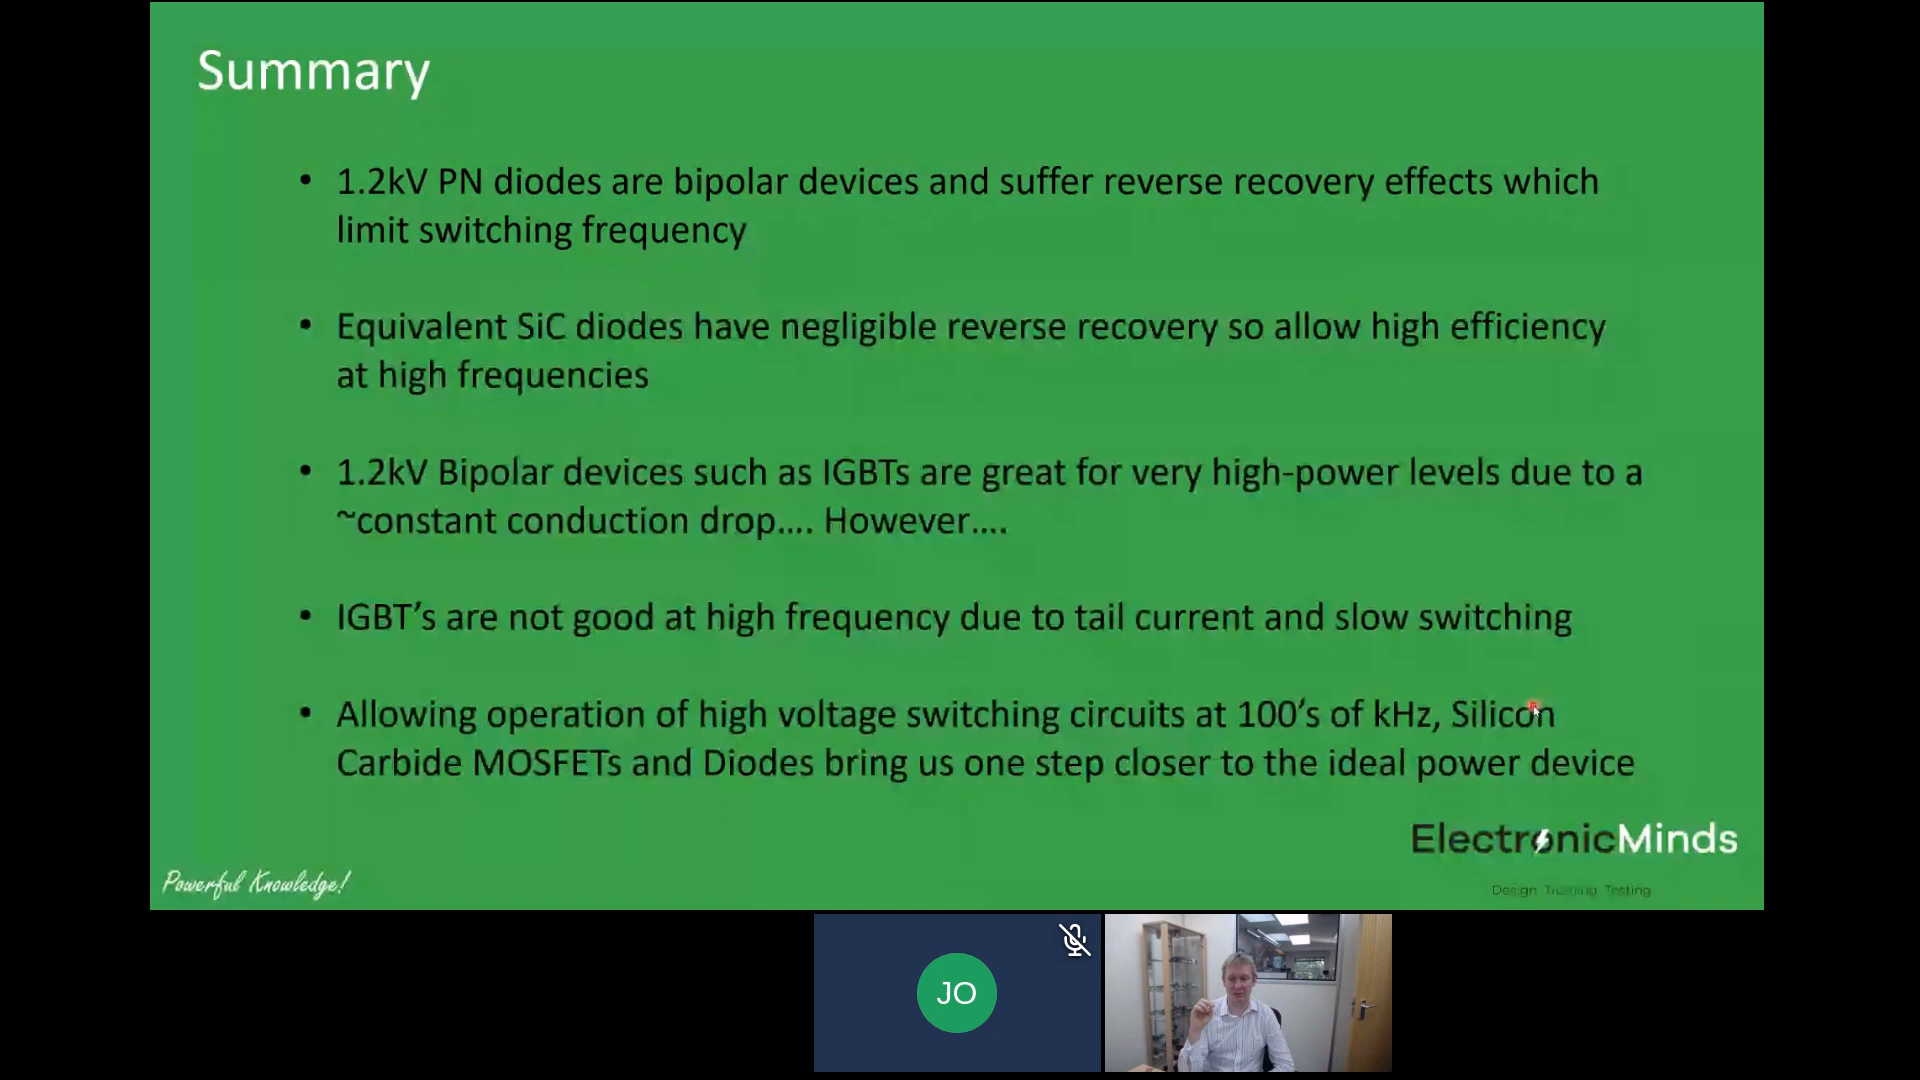 Summary
• 1.2kV PN diodes are bipolar devices and suffer reverse recovery effects which
limit switching frequency
• Equivalent SiC diodes have negligible reverse recovery so allow high efficiency
at high frequencies
• 1.2kV Bipolar devices such as IGBTs are great for very high-power levels due to a
~constant conduction drop.... However....
• IGBT’s are not good at high frequency due to tail current and slow switching
• Allowing operation of high voltage switching circuits at 100’s of kHz, Silicon
Carbide MOSFETs and Diodes bring us one step closer to the ideal power device
ElectronicMinds
Powerful Knowledge!
Design Training Testing
JO